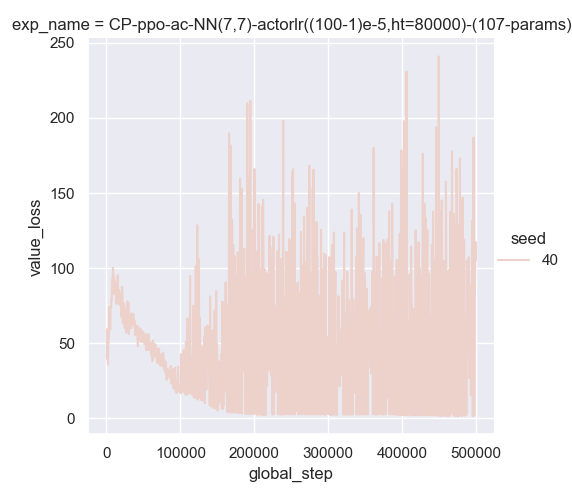 exp_name = CP-ppo-ac-NN(7,7)-actorlr((100-1)e-5,ht=80000)-(107-params)
250
200
150
100
50
0
value_loss
0 100000 200000 300000 400000 500000
global_step
seed
40